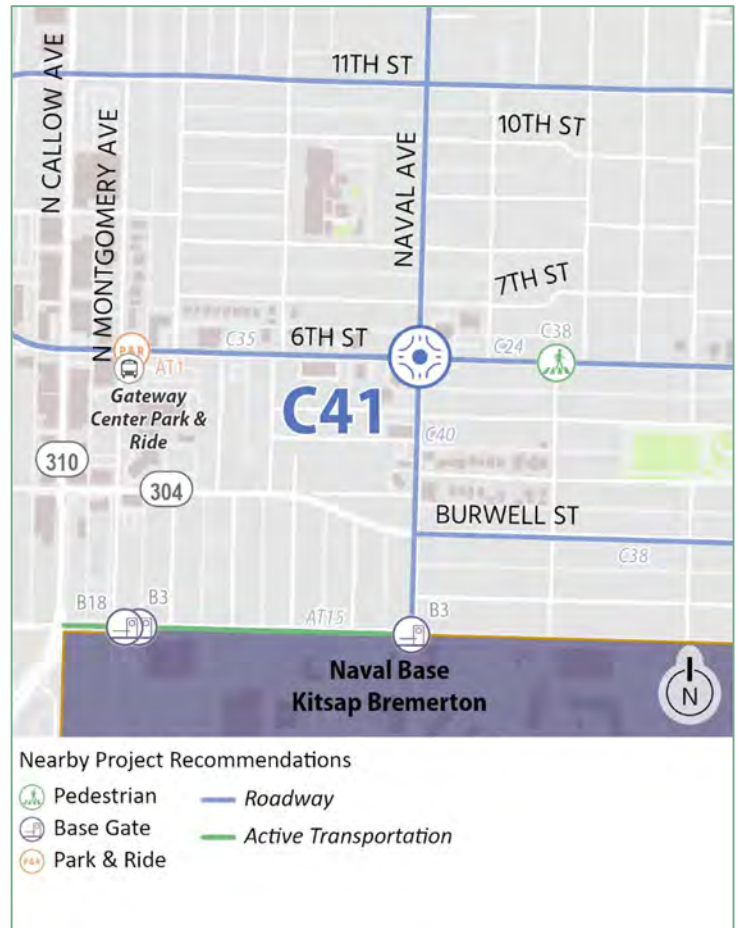 11TH ST
N CALLOW AVE
N MONTGOMERY AVE
10TH ST
NAVAL AVE
7TH ST
C35
6TH ST
C24
C38
P&R
AT1
Gateway
Center Park &
Ride
C41
C40
310
304
BURWELL ST
C38
B18
B3
AT15
B3
Naval Base
Kitsap Bremerton
N
Nearby Project Recommendations
Pedestrian
Roadway
Base Gate
Active Transportation
P&R
Park & Ride